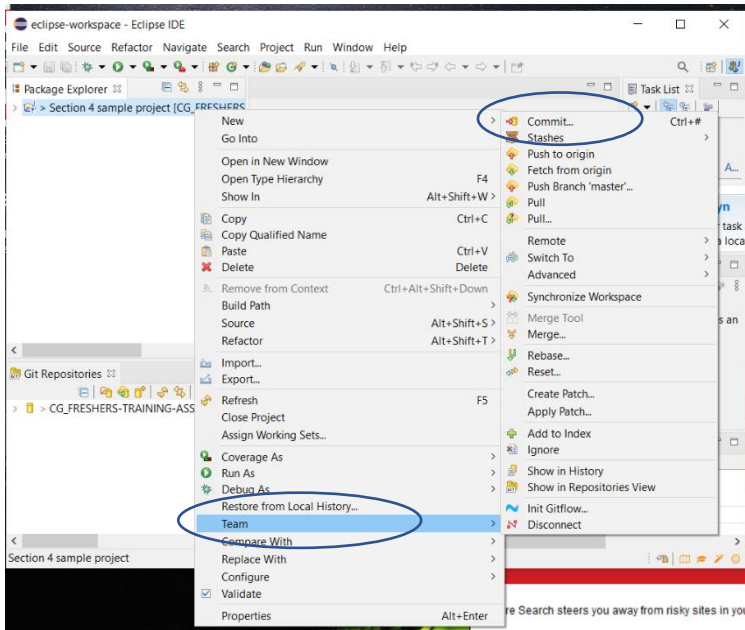 eclipse-workspace - Eclipse IDE
File Edit Source Refactor Navigate Search Project Run Window Help
Package Explorer
Task List
> Section 4 sample project [CG_FRESHERS
New
Go Into
Open in New Window
Open Type Hierarchy F4
Show In Alt+Shift+W >
Copy Ctrl+C
Copy Qualified Name
Paste Ctrl+V
Delete Delete
Remove from Context Ctrl+Alt+Shift+Down
Build Path
Source Alt+Shift+S >
Refactor Alt+Shift+T >
Import...
Export...
Refresh F5
Close Project
Assign Working Sets...
Coverage As
Run As
Debug As
Restore from Local History...
Team
Compare With
Replace With
Configure
Validate
Properties Alt+Enter
Commit... Ctrl+#
Stashes
Push to origin
Fetch from origin
Push Branch 'master'...
Pull
Pull...
Remote
Switch To
Advanced
Synchronize Workspace
Merge Tool
Merge...
Rebase...
Reset...
Create Patch...
Apply Patch...
Add to Index
Ignore
Show in History
Show in Repositories View
Init Gitflow...
Disconnect
A...
yn
task
a loca
s an
Git Repositories
> CG_FRESHERS-TRAINING-ASS
Section 4 sample project
re Search steers you away from risky sites in you